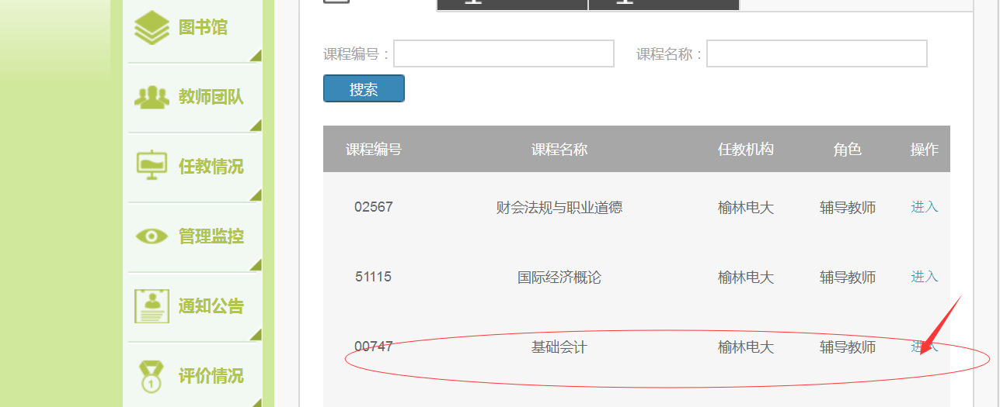 图书馆
教师团队
任教情况
管理监控
通知公告
1
评价情况
课程编号：
课程名称：
搜索
课程编号 课程名称 任教机构 角色 操作
02567 财会法规与职业道德 榆林电大 辅导教师 进入
51115 国际经济概论 榆林电大 辅导教师 进入
00747 基础会计 榆林电大 辅导教师 进入